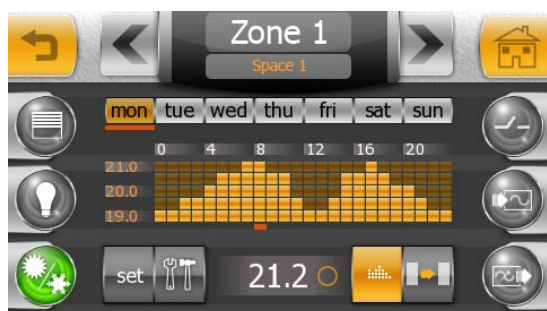 Zone 1
Space 1
mon tue wed thu fri sat sun
0 4 8 12 16 20
21.0
20.0
19.0
set 21.2